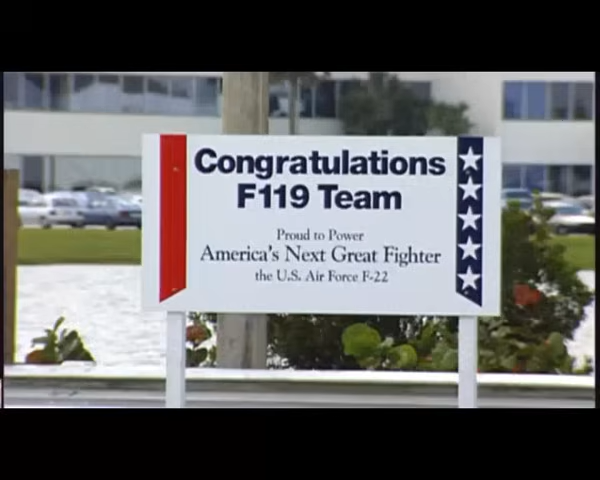 Congratulations
F119 Team
Proud to Power
America's Next Great Fighter
the U.S. Air Force F-22